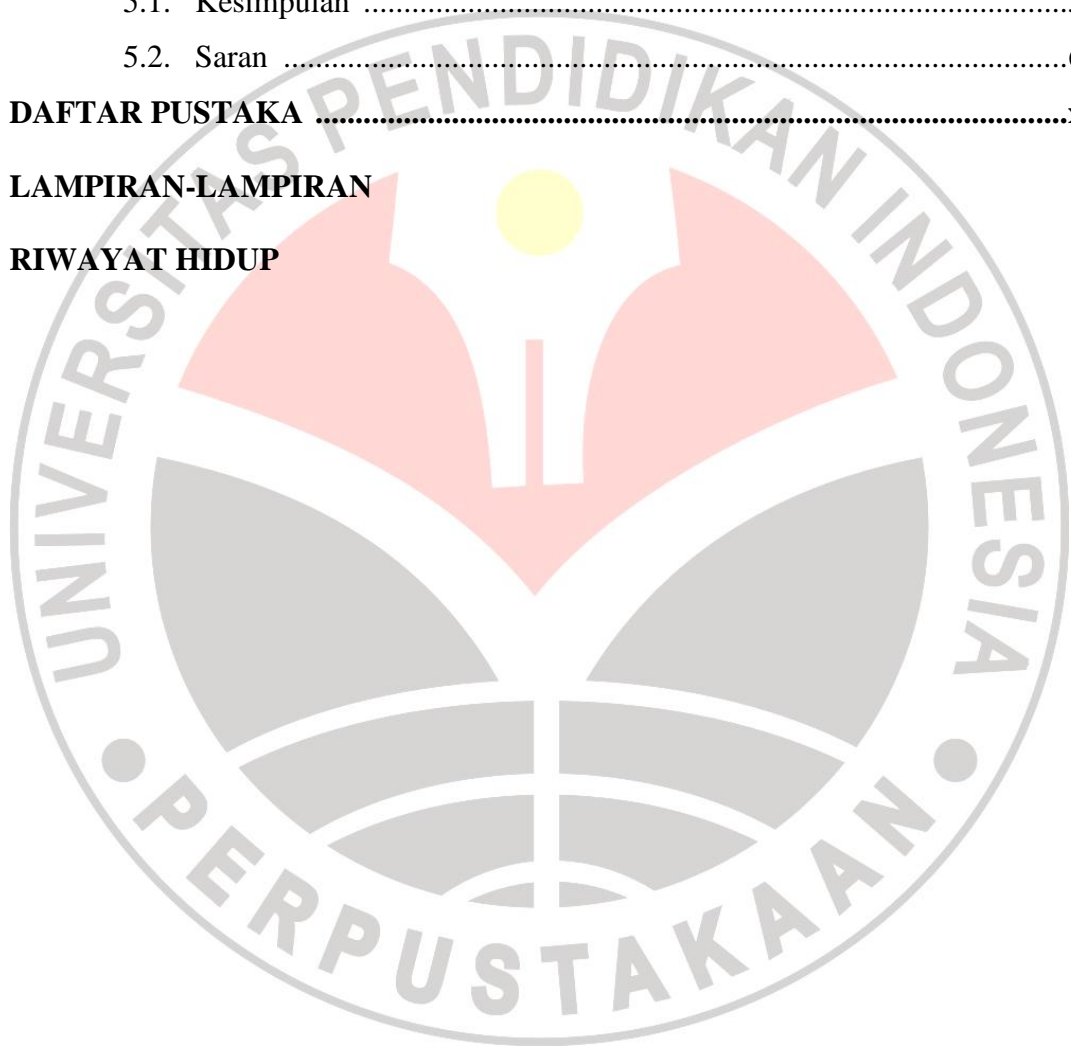 5.1. Kesimpulan ........................................................................................
5.2. Saran ...................................................................................................
DAFTAR PUSTAKA ...............................................................................................
LAMPIRAN-LAMPIRAN
RIWAYAT HIDUP
UNIVERSITAS PENDIDIKAN INDONESIA
PERPUSTAKAAN